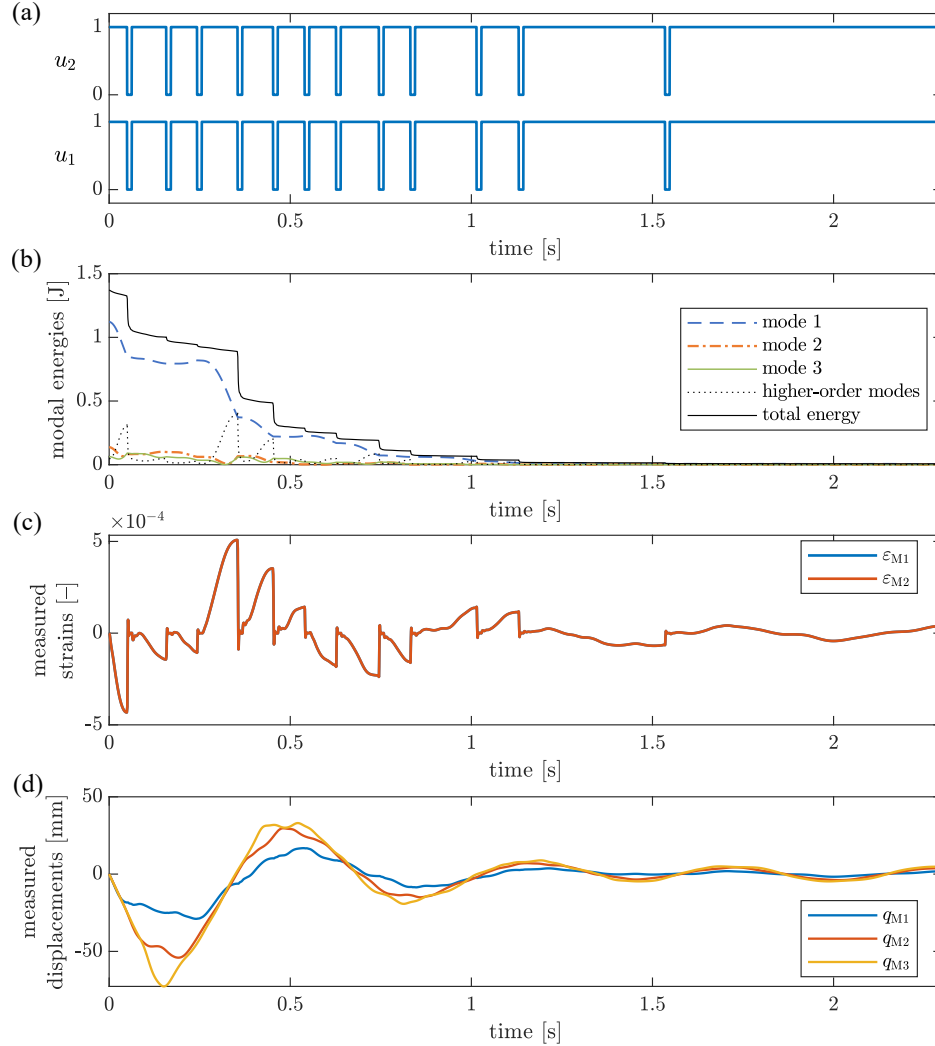 (a)
1
u2
0
1
u1
0
0 0.5 1 1.5 2
time [s]
(b)
1.5
1
0.5
0
modal energies [J]
mode 1
mode 2
mode 3
higher-order modes
total energy
0 0.5 1 1.5 2
time [s]
(c)
×10⁻⁴
5
0
-5
measured
strains [−]
εM1
εM2
0 0.5 1 1.5 2
time [s]
(d)
50
0
-50
measured
displacements [mm]
qM1
qM2
qM3
0 0.5 1 1.5 2
time [s]